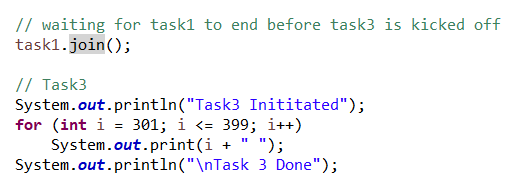 // waiting for task1 to end before task3 is kicked off
task1.join();
// Task3
System.out.println("Task3 Inititated");
for (int i = 301; i <= 399; i++)
System.out.print(i + " ");
System.out.println("\nTask 3 Done");